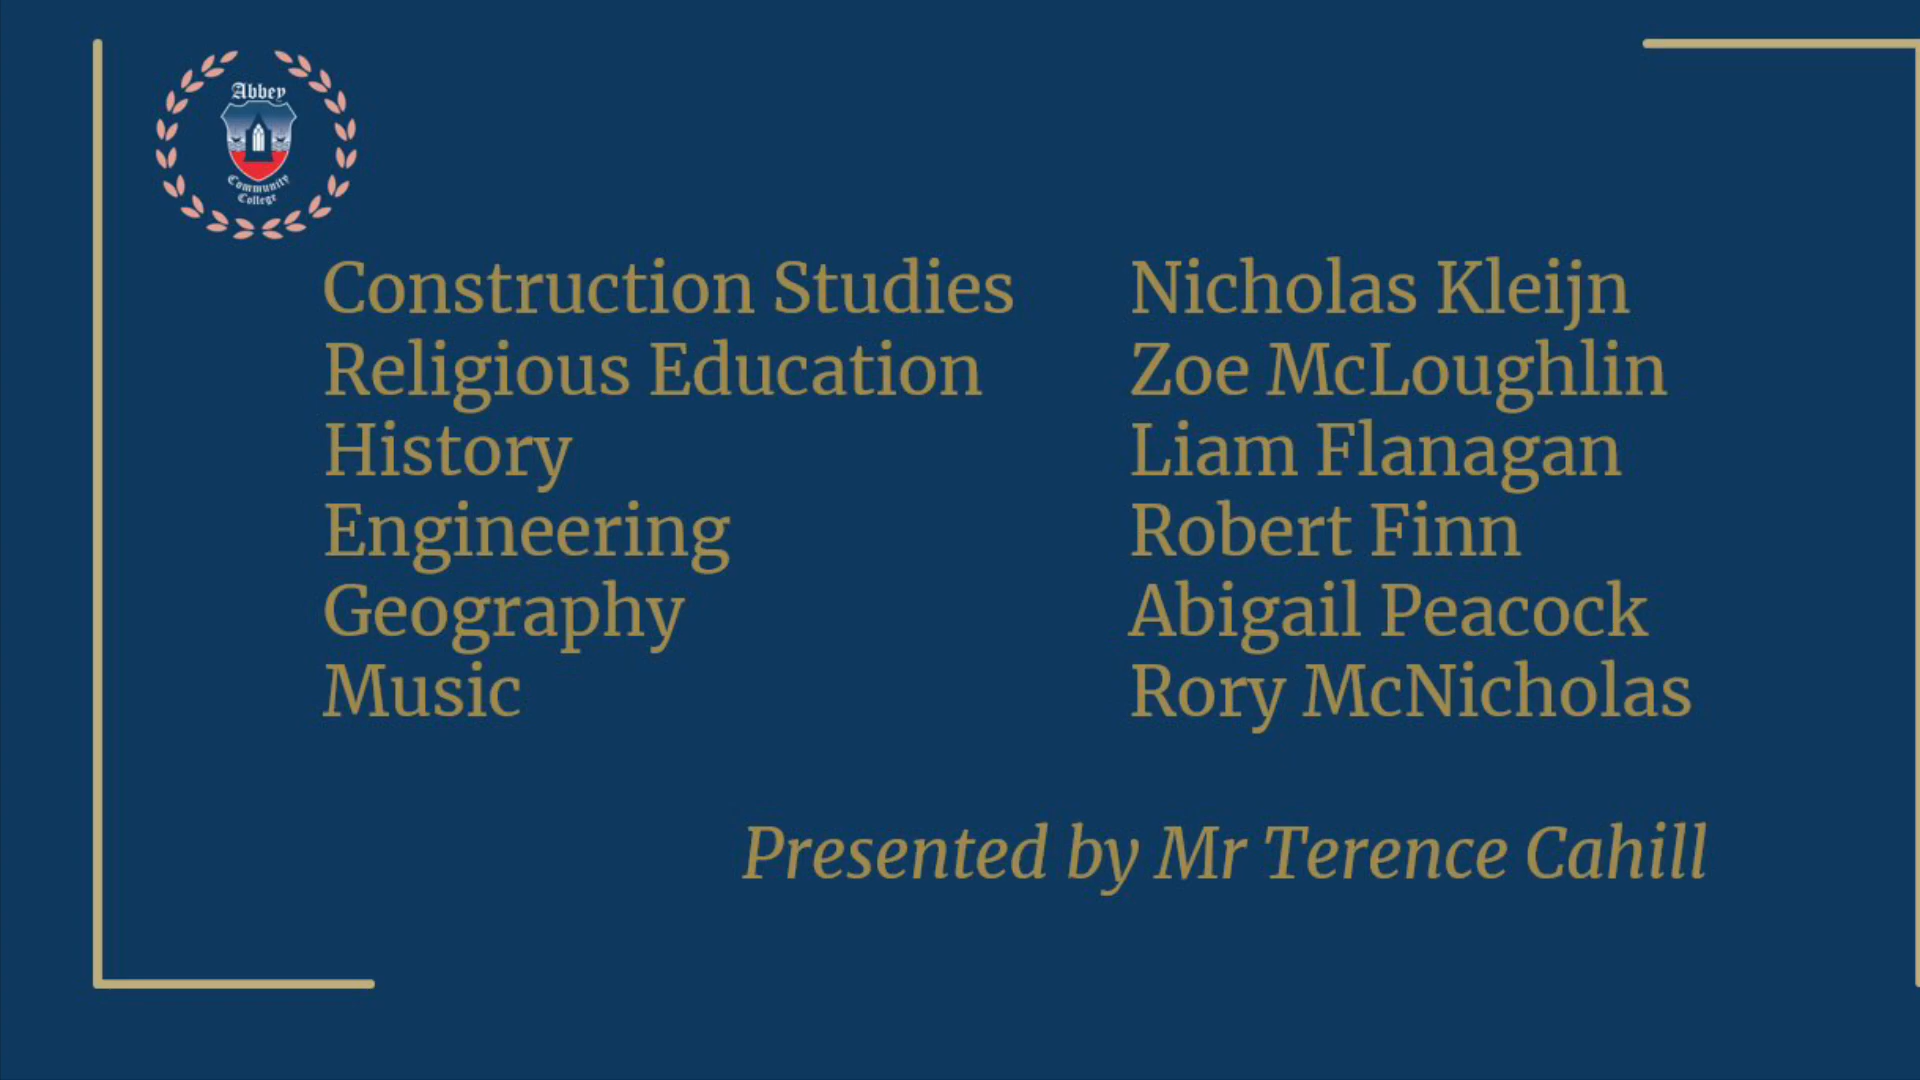 Abbey
Community
College
Construction Studies Nicholas Kleijn
Religious Education Zoe McLoughlin
History Liam Flanagan
Engineering Robert Finn
Geography Abigail Peacock
Music Rory McNicholas
Presented by Mr Terence Cahill